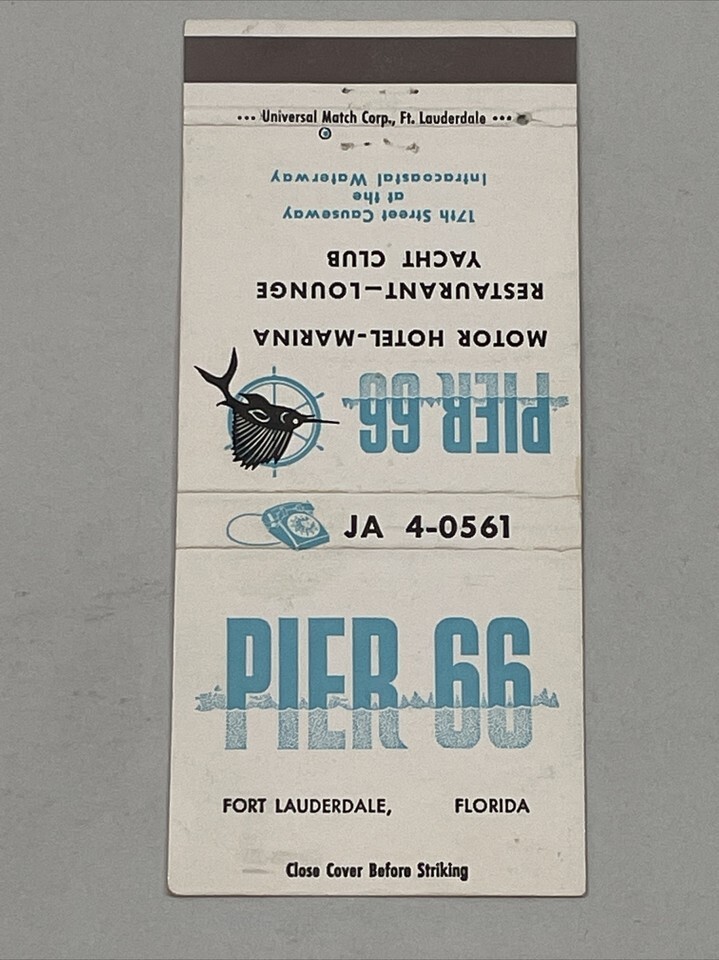 ••• Universal Match Corp., Ft. Lauderdale •••
PIER 66
MOTOR HOTEL-MARINA
RESTAURANT—LOUNGE
YACHT CLUB
17th Street Causeway
at the
Intracoastal Waterway
JA 4-0561
PIER 66
FORT LAUDERDALE, FLORIDA
Close Cover Before Striking